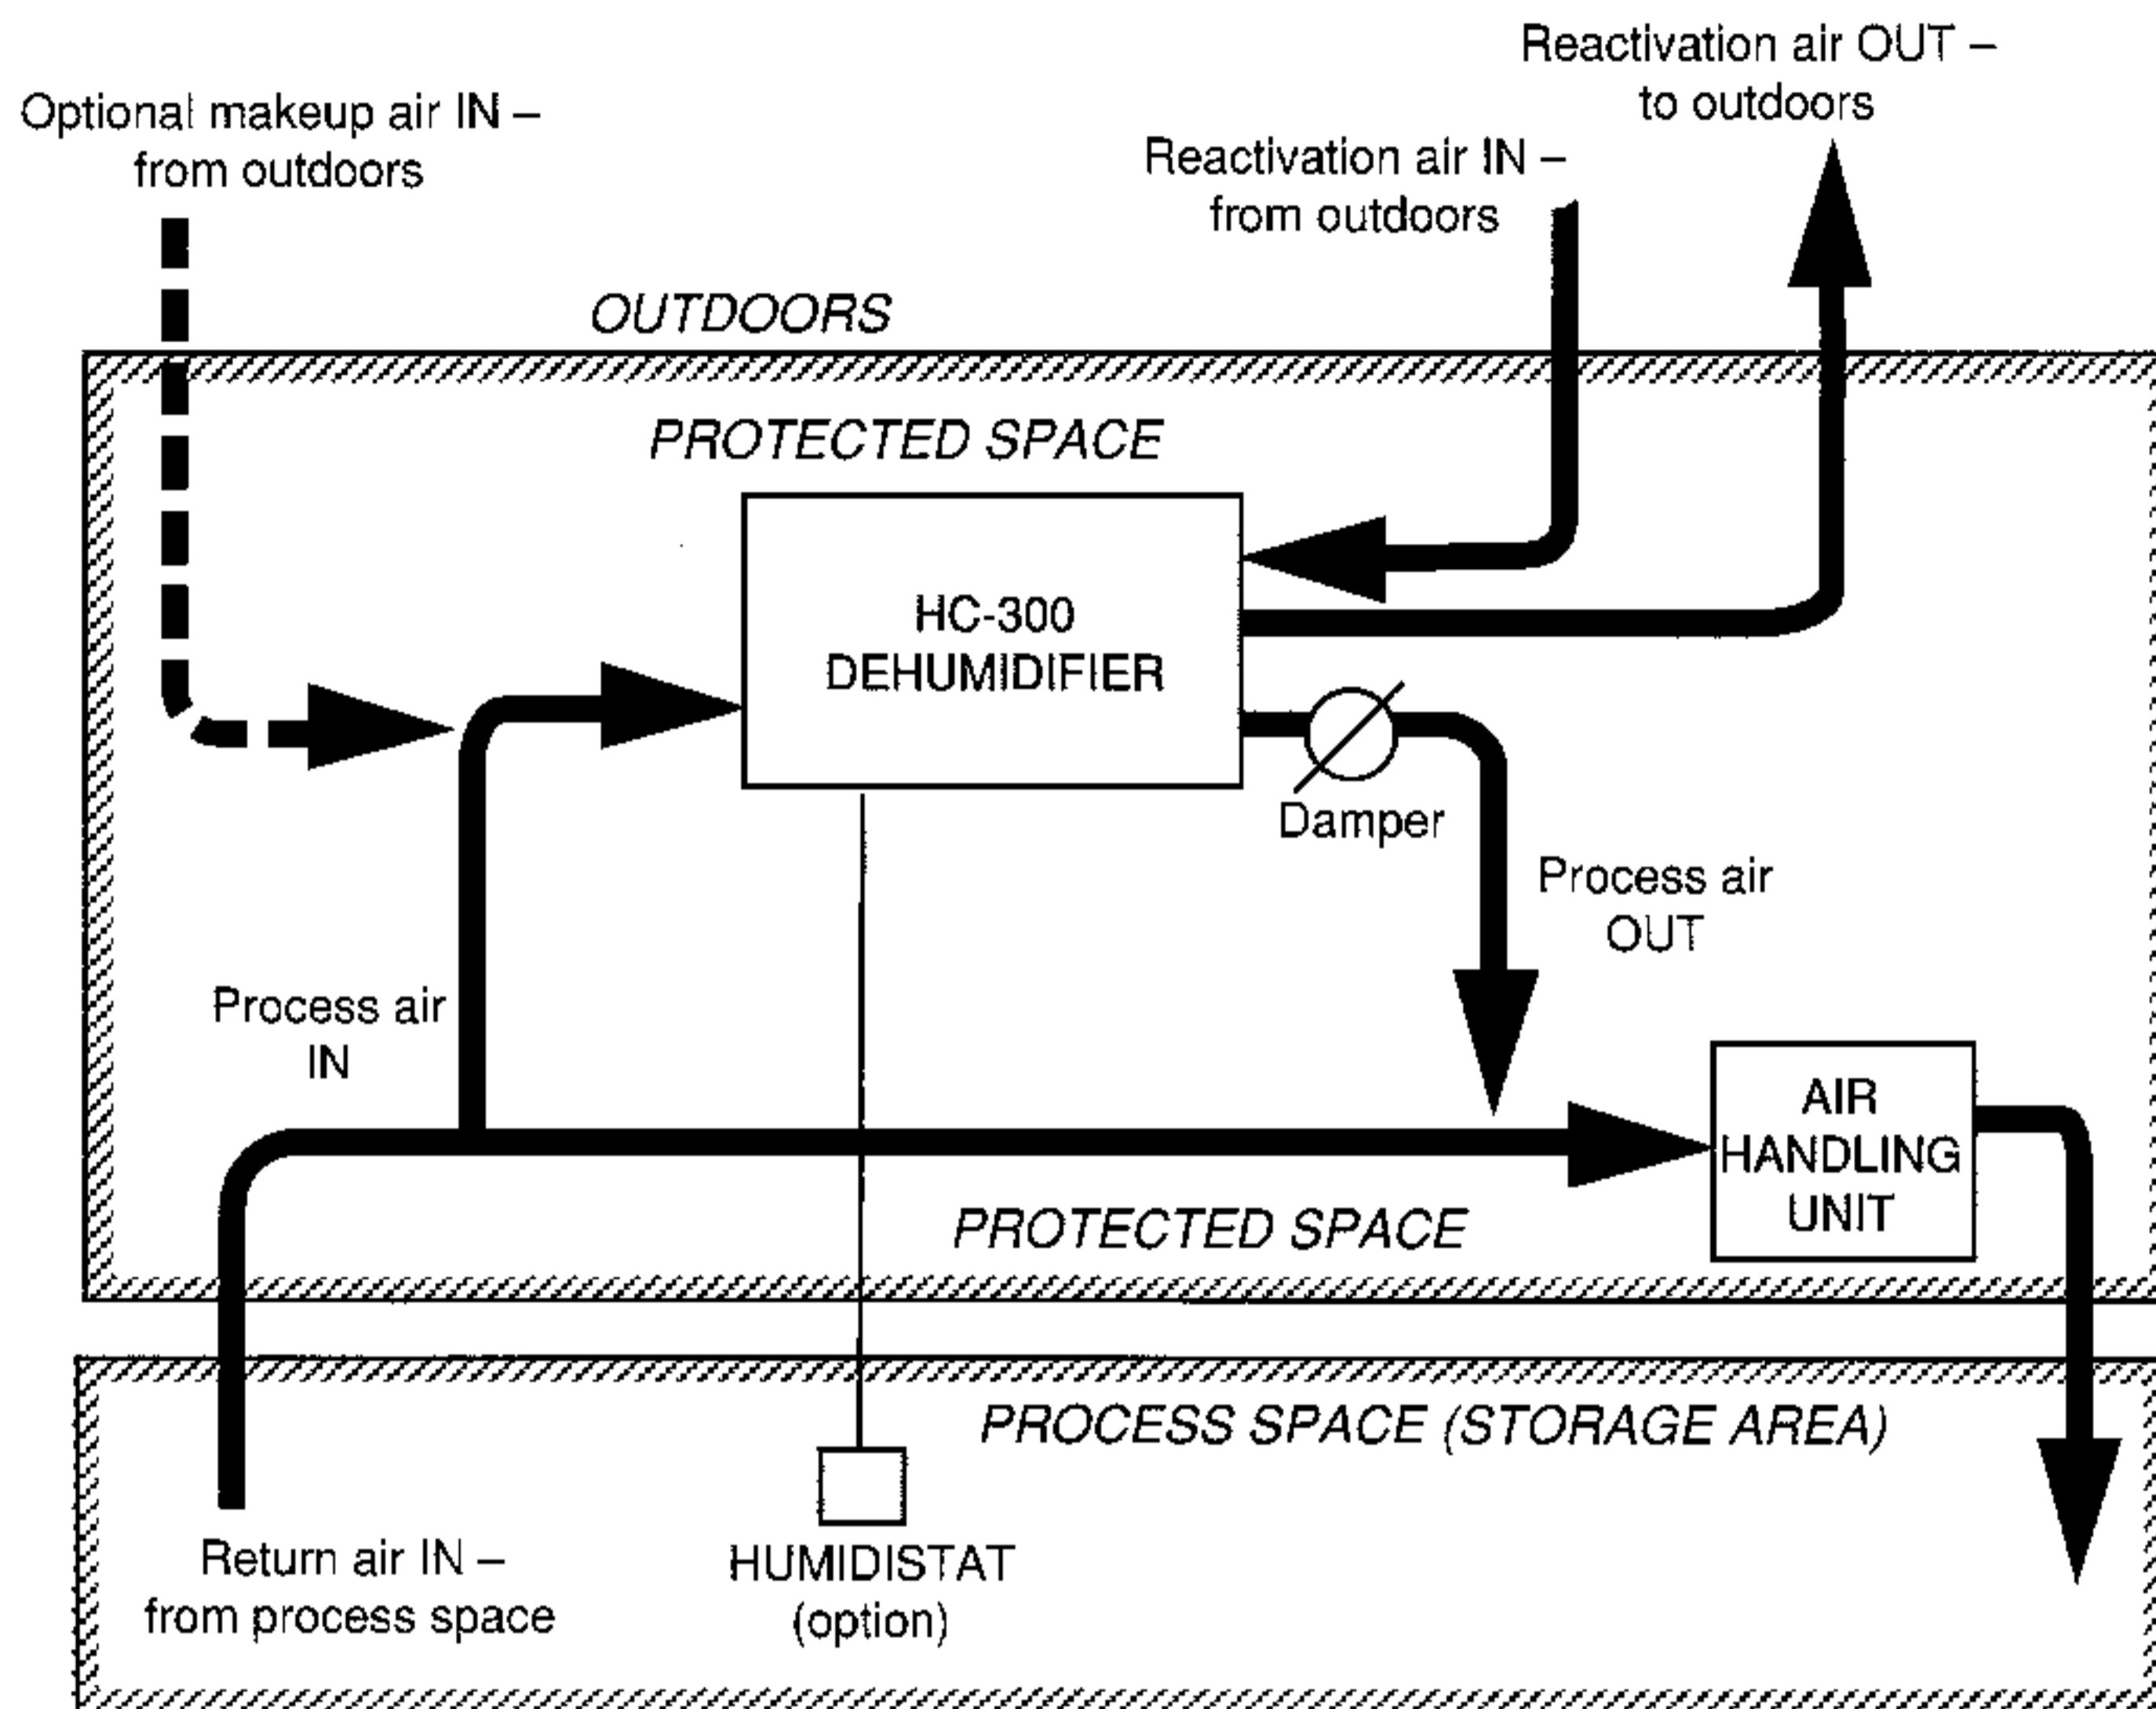 Reactivation air OUT –
to outdoors
Optional makeup air IN –
from outdoors
Reactivation air IN –
from outdoors
OUTDOORS
PROTECTED SPACE
HC-300
DEHUMIDIFIER
Damper
Process air
OUT
Process air
IN
AIR
HANDLING
UNIT
PROTECTED SPACE
PROCESS SPACE (STORAGE AREA)
Return air IN –
from process space
HUMIDISTAT
(option)